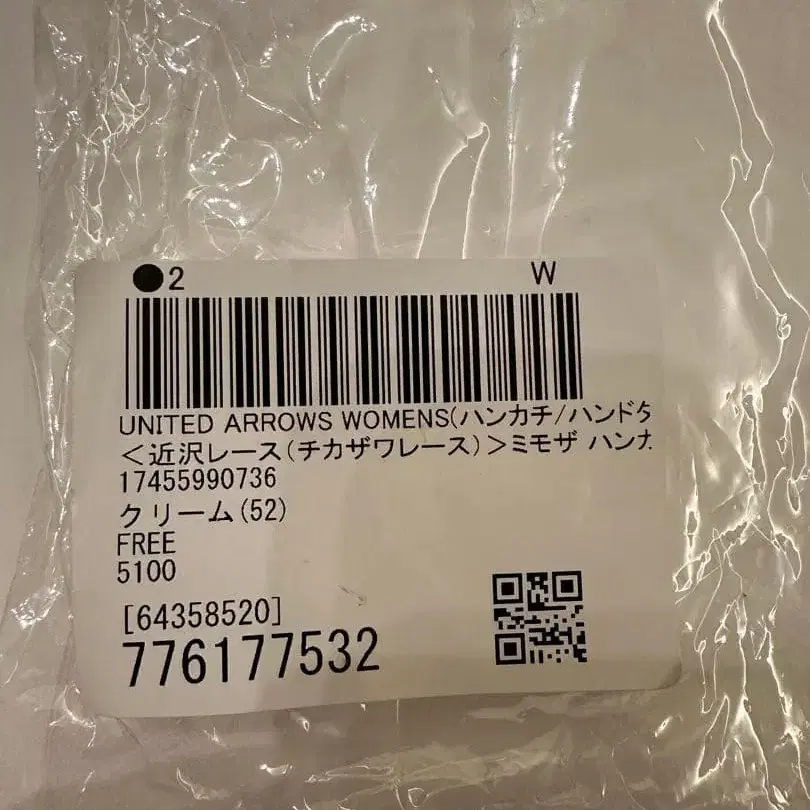 ●2 W
UNITED ARROWS WOMENS(ハンカチ/ハンドタ
<近沢レース(チカザワレース)>ミモザ ハンカ
17455990736
クリーム(52)
FREE
5100
[64358520]
776177532